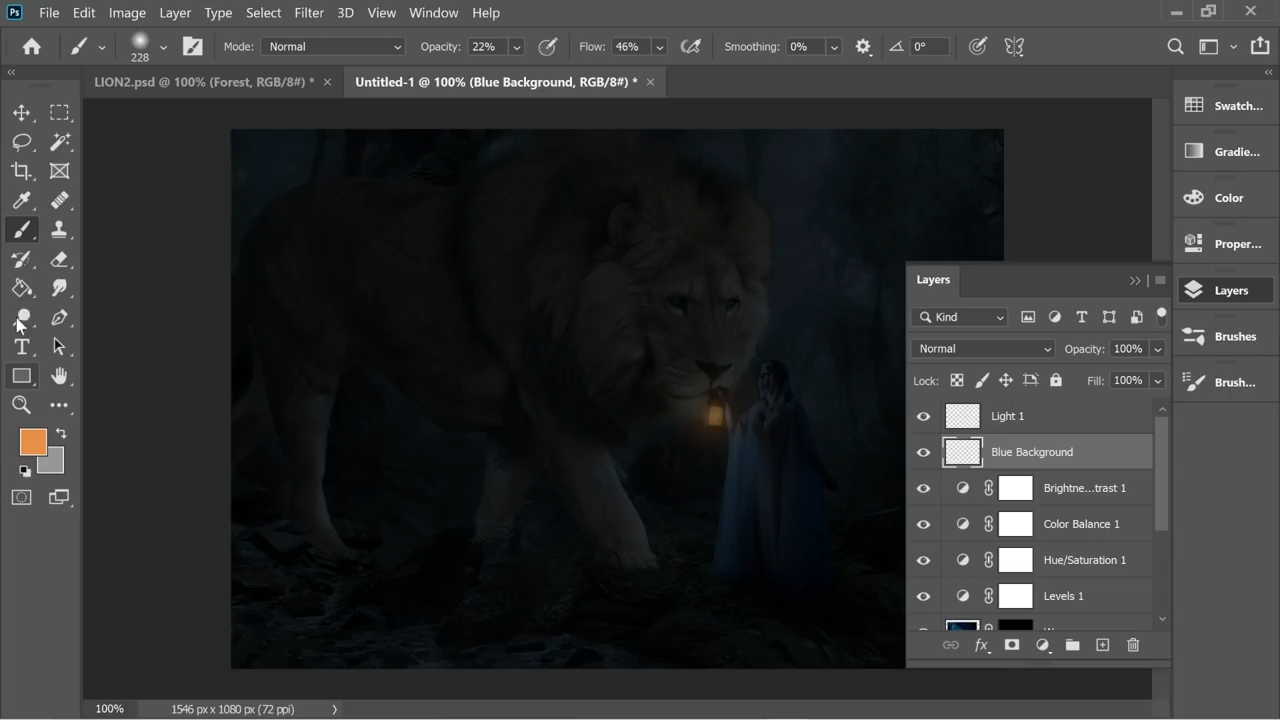 Ps File Edit Image Layer Type Select Filter 3D View Window Help
228 Mode: Normal Opacity: 22% Flow: 46% Smoothing: 0% 0°
LION2.psd @ 100% (Forest, RGB/8#) * Untitled-1 @ 100% (Blue Background, RGB/8#) *
Swatch...
Gradie...
Color
Proper...
Layers
Brushes
Brush...
Layers
Kind
Normal Opacity: 100%
Lock: Fill: 100%
Light 1
Blue Background
Brightne...trast 1
Color Balance 1
Hue/Saturation 1
Levels 1
fx
100% 1546 px x 1080 px (72 ppi)